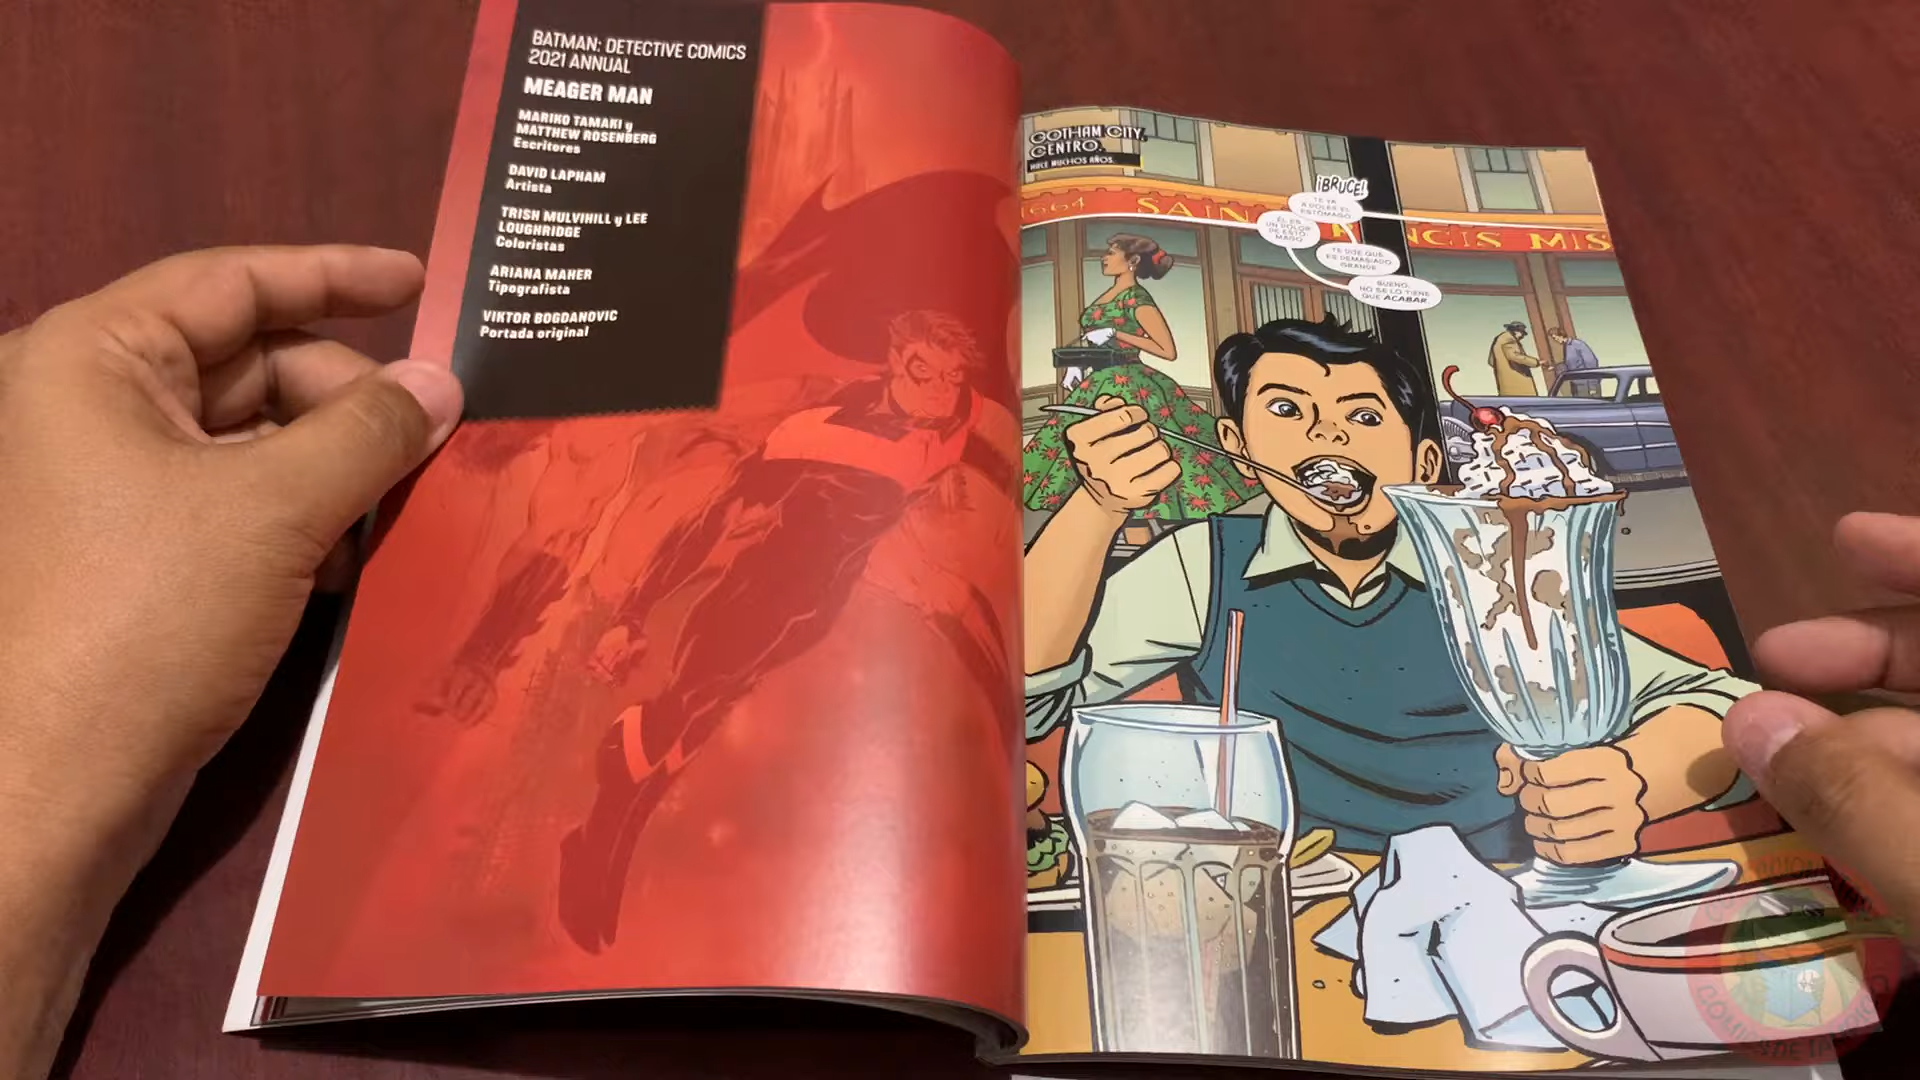 BATMAN: DETECTIVE COMICS
2021 ANNUAL
MEAGER MAN
MARIKO TAMAKI y
MATTHEW ROSENBERG
Escritores
DAVID LAPHAM
Artista
TRISH MULVIHILL y LEE
LOUGHRIDGE
Coloristas
ARIANA MAHER
Tipografista
VIKTOR BOGDANOVIC
Portada original
GOTHAM CITY,
CENTRO.
HACE MUCHOS AÑOS.
1664 SAIN NCIS MIS
¡BRUCE!
TE VA
A DOLER EL
ESTÓMAGO.
ÉL ES
UN DOLOR
DE ESTÓ
MAGO.
TE DIJE QUE
ES DEMASIADO
GRANDE.
BUENO,
NO SE LO TIENE
QUE ACABAR.